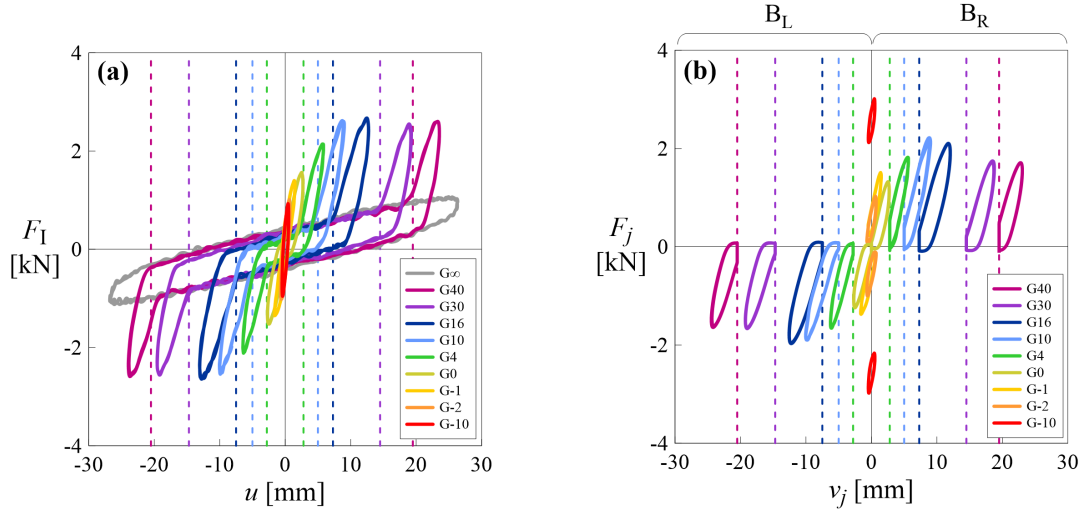 (a)
4
2
0
-2
-4
F_I
[kN]
-30 -20 -10 0 10 20 30
u [mm]
G∞
G40
G30
G16
G10
G4
G0
G-1
G-2
G-10
B_L B_R
(b)
4
2
0
-2
-4
F_j
[kN]
-30 -20 -10 0 10 20 30
v_j [mm]
G40
G30
G16
G10
G4
G0
G-1
G-2
G-10